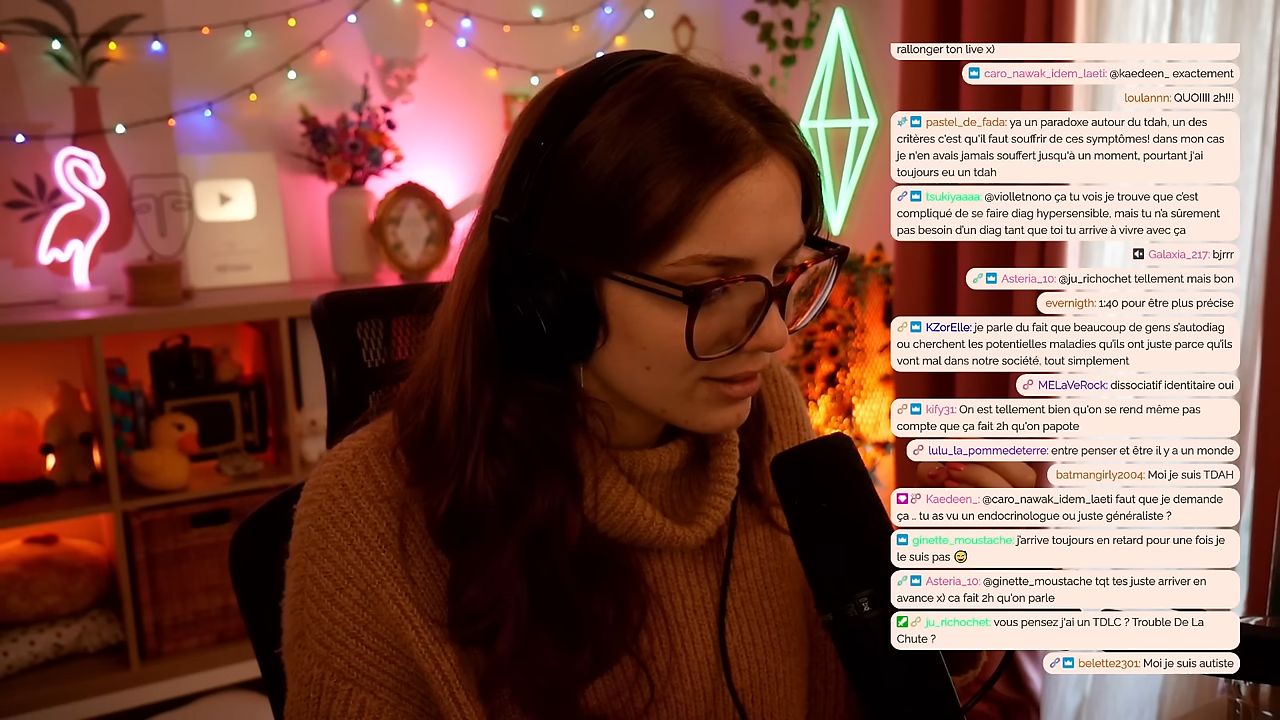 rallonger ton live x)
caro_nawak_idem_laeti: @kaedeen_ exactement
loulannn: QUOIIII 2h!!!
pastel_de_fada: ya un paradoxe autour du tdah, un des
critères c'est qu'il faut souffrir de ces symptômes! dans mon cas
je n'en avais jamais souffert jusqu'à un moment, pourtant j'ai
toujours eu un tdah
tsukiyaaaa: @violletnono ça tu vois je trouve que c'est
compliqué de se faire diag hypersensible, mais tu n'a sûrement
pas besoin d'un diag tant que toi tu arrive à vivre avec ça
Galaxia_217: bjrrr
Asteria_10: @ju_richochet tellement mais bon
evernigth: 1:40 pour être plus précise
KZorElle: je parle du fait que beaucoup de gens s'autodiag
ou cherchent les potentielles maladies qu'ils ont juste parce qu'ils
vont mal dans notre société, tout simplement
MELaVeRock: dissociatif identitaire oui
kify31: On est tellement bien qu'on se rend même pas
compte que ça fait 2h qu'on papote
lulu_la_pommedeterre: entre penser et être il y a un monde
batmangirly2004: Moi je suis TDAH
Kaedeen_: @caro_nawak_idem_laeti faut que je demande
ça .. tu as vu un endocrinologue ou juste généraliste ?
ginette_moustache: j'arrive toujours en retard pour une fois je
le suis pas 😅
Asteria_10: @ginette_moustache tqt tes juste arriver en
avance x) ca fait 2h qu'on parle
ju_richochet: vous pensez j'ai un TDLC ? Trouble De La
Chute ?
belette2301: Moi je suis autiste